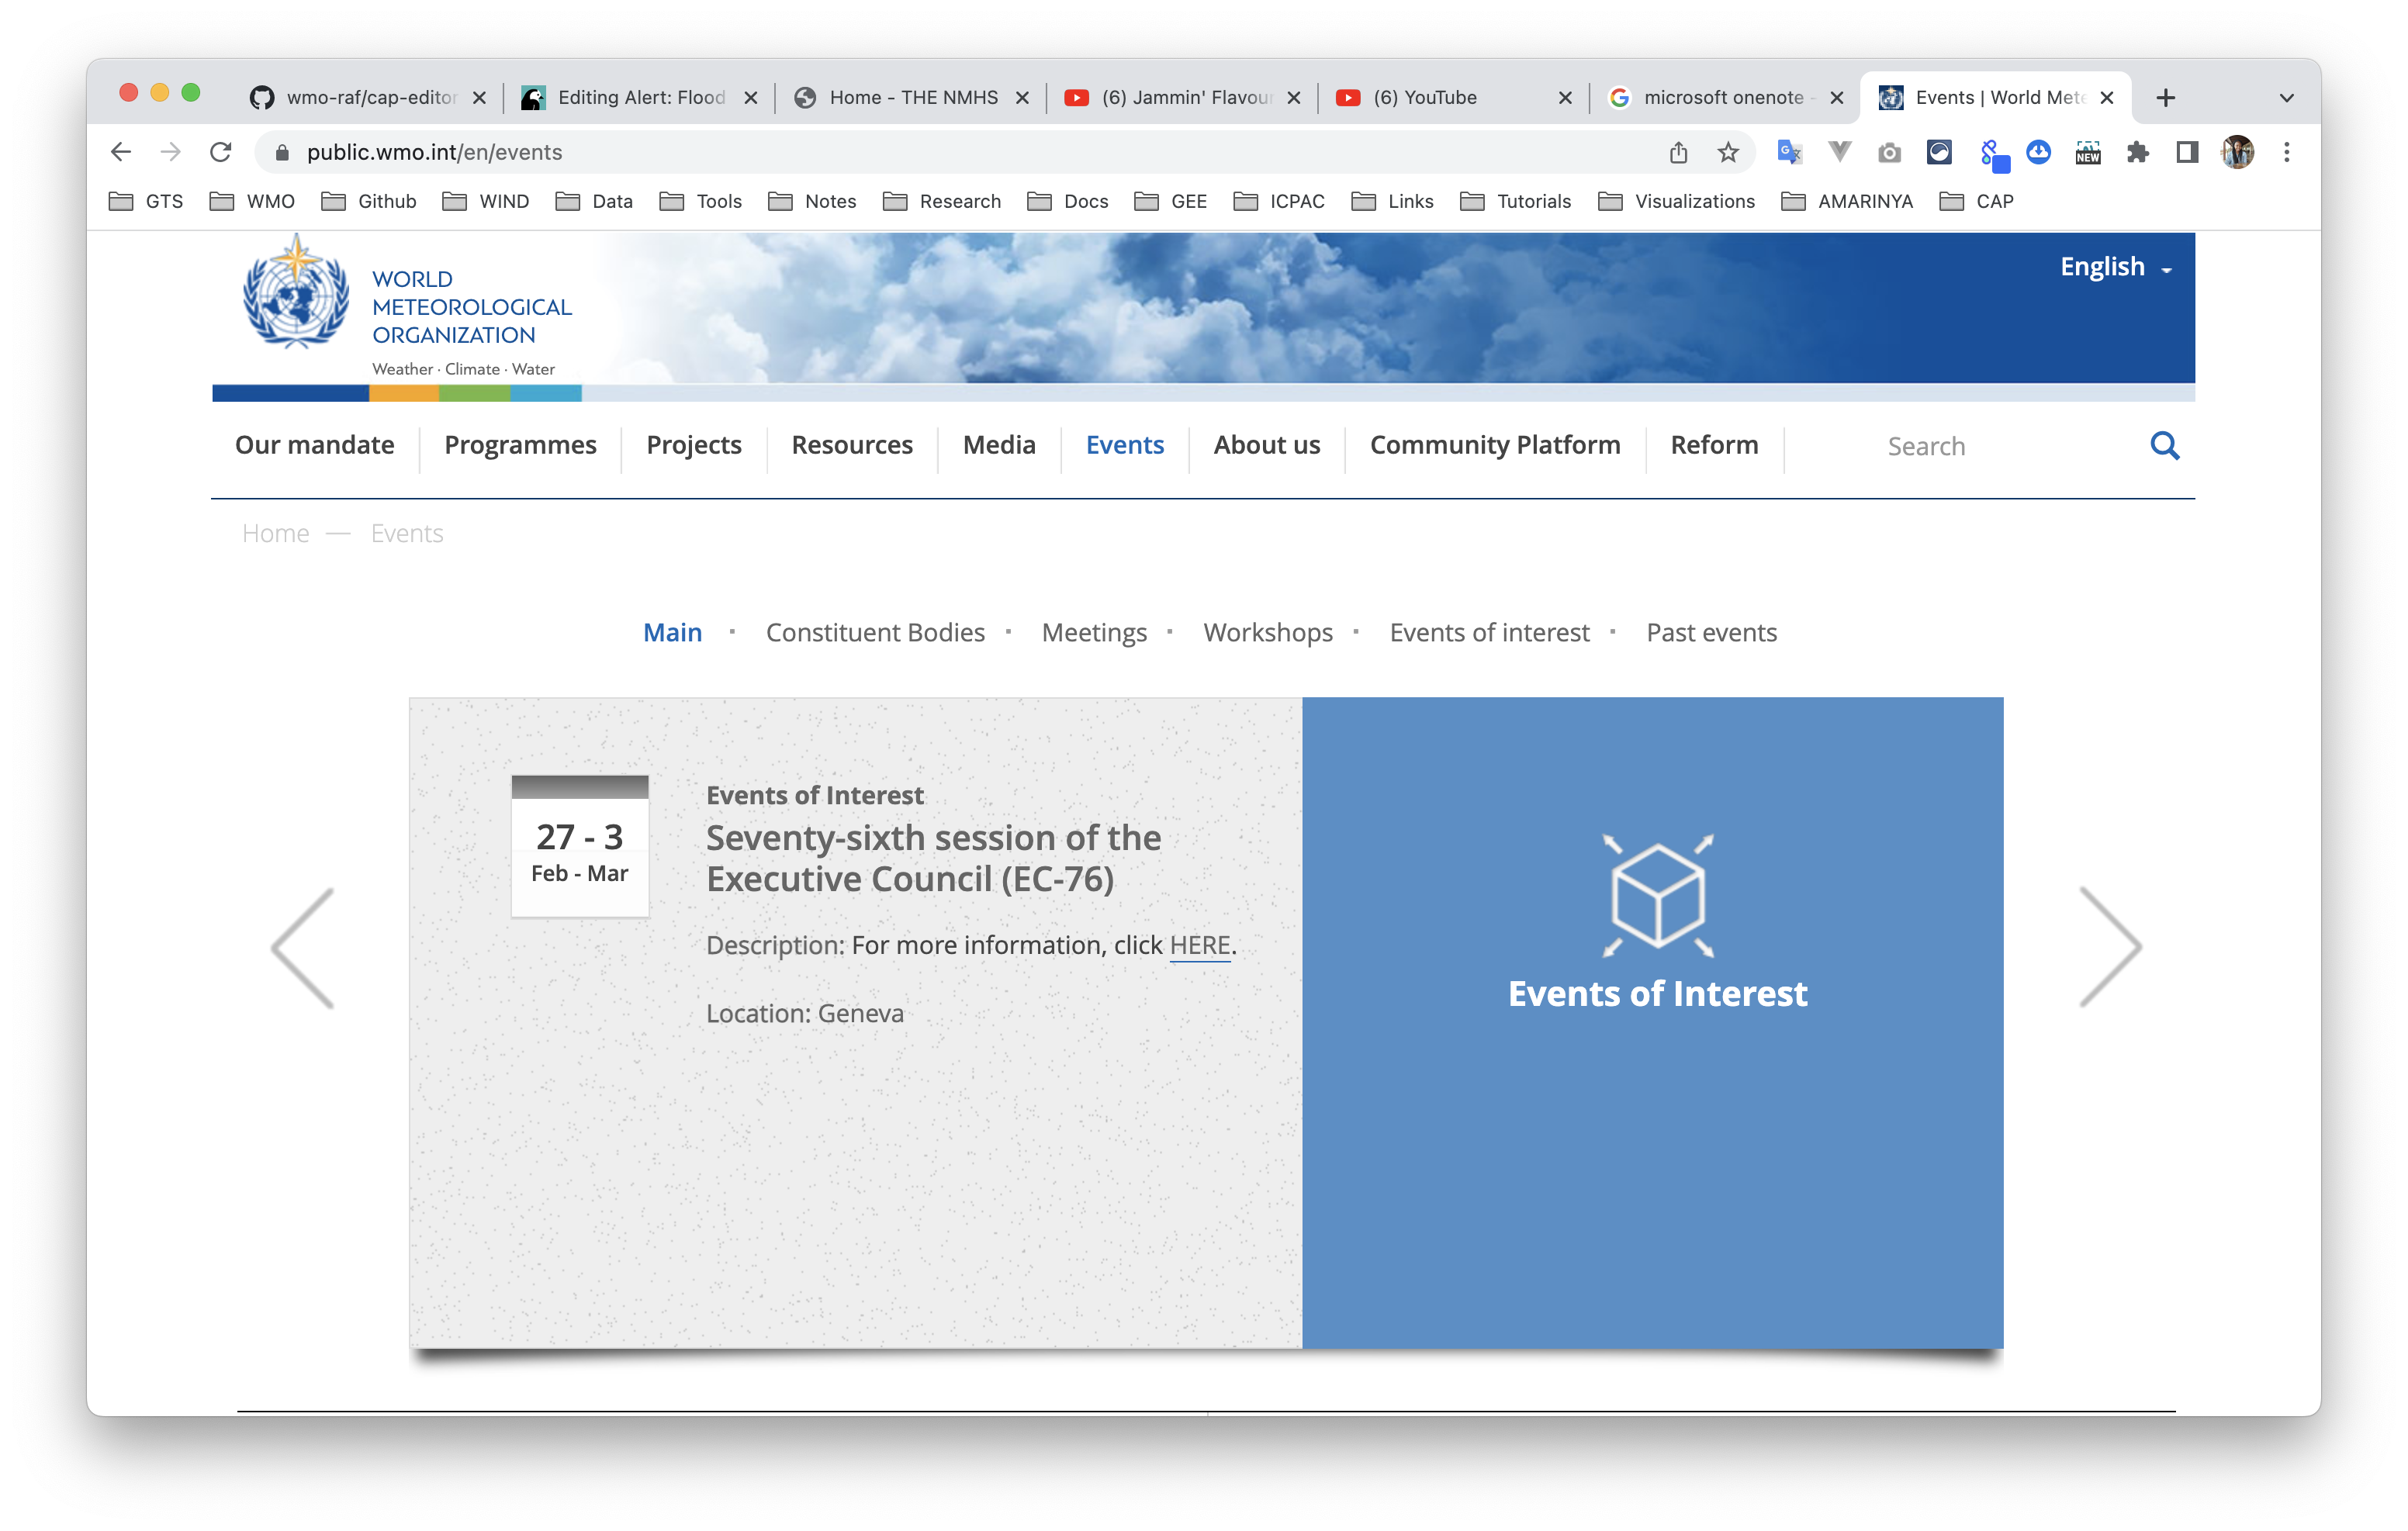 wmo-raf/cap-editor
Editing Alert: Flood
Home - THE NMHS
(6) Jammin' Flavour
(6) YouTube
microsoft onenote -
Events | World Mete
public.wmo.int/en/events
NEW
GTS
WMO
Github
WIND
Data
Tools
Notes
Research
Docs
GEE
ICPAC
Links
Tutorials
Visualizations
AMARINYA
CAP
WORLD
METEOROLOGICAL
ORGANIZATION
Weather · Climate · Water
English
Our mandate
Programmes
Projects
Resources
Media
Events
About us
Community Platform
Reform
Search
Home — Events
Main · Constituent Bodies · Meetings · Workshops · Events of interest · Past events
27 - 3
Feb - Mar
Events of Interest
Seventy-sixth session of the
Executive Council (EC-76)
Description: For more information, click HERE.
Location: Geneva
Events of Interest